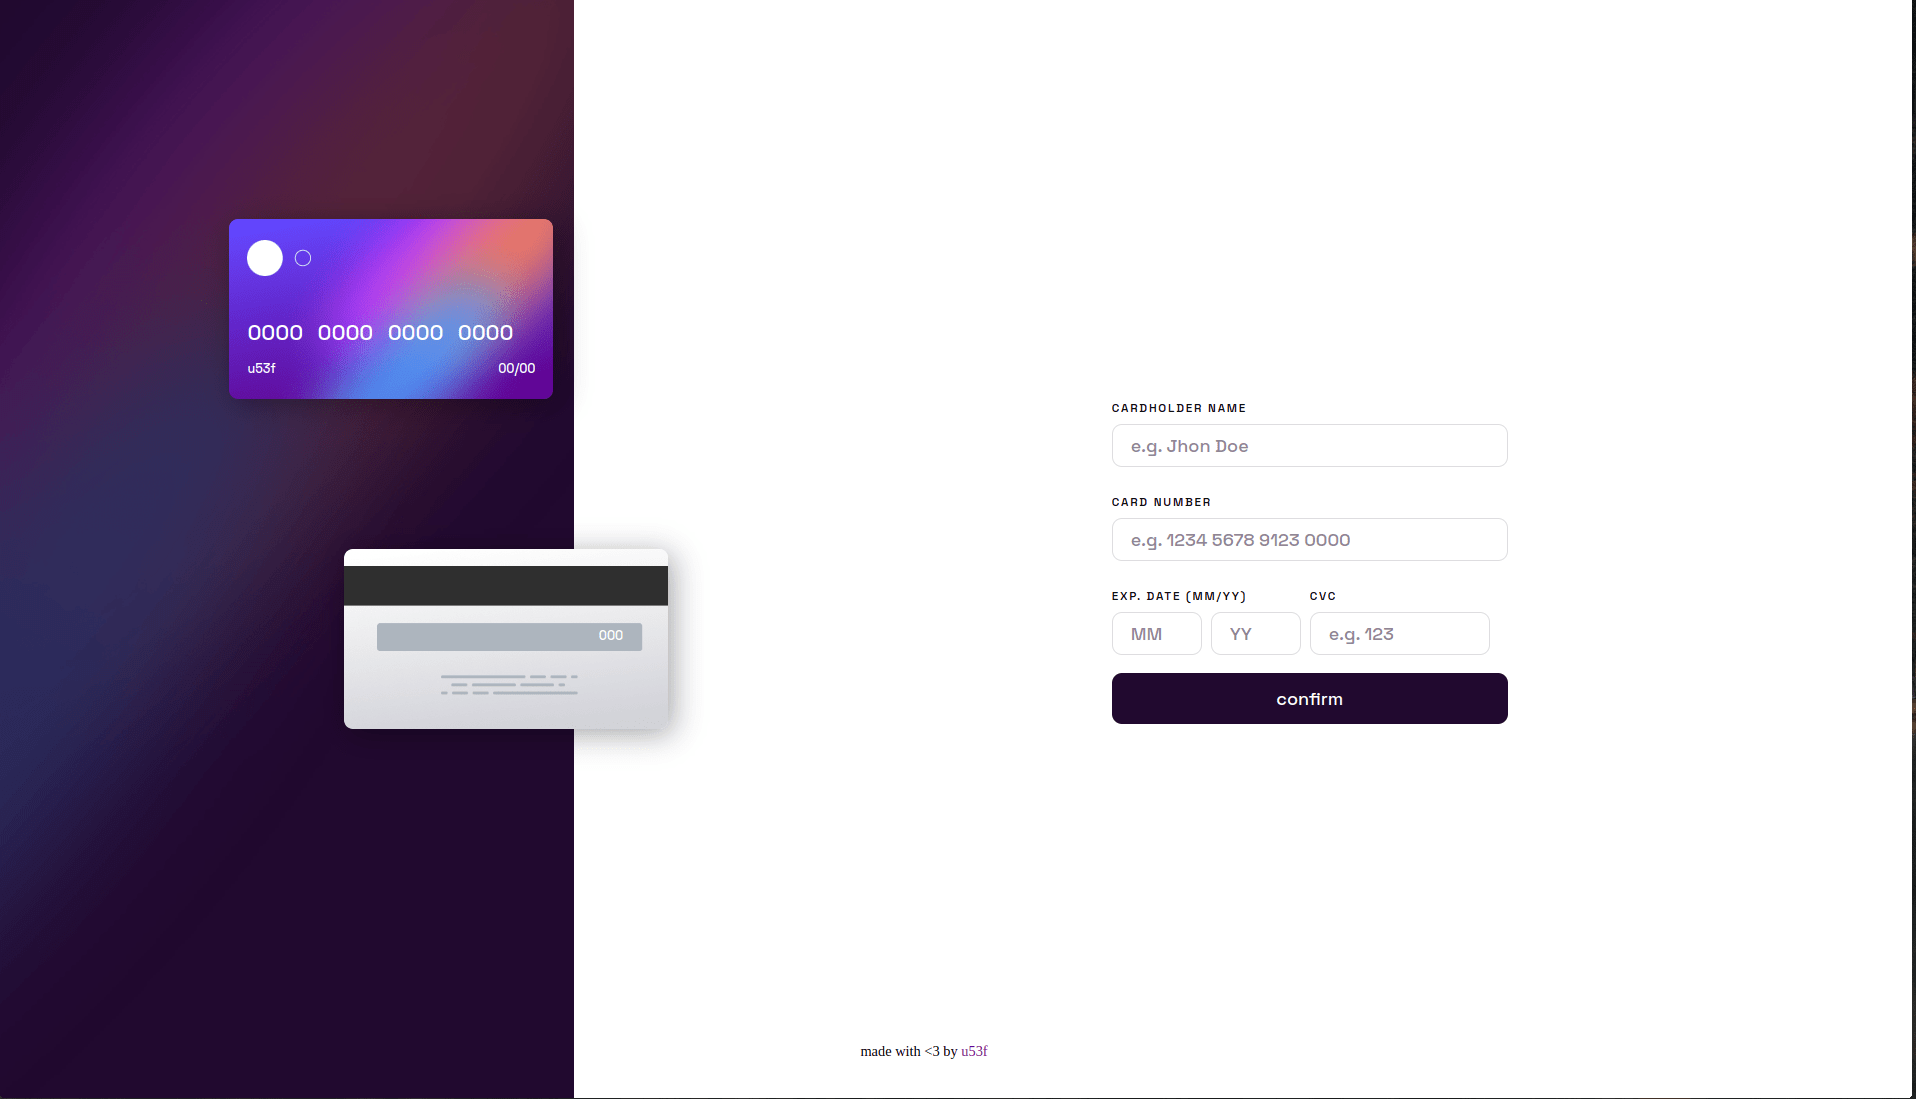 0000 0000 0000 0000
u53f 00/00
000
CARDHOLDER NAME
e.g. Jhon Doe
CARD NUMBER
e.g. 1234 5678 9123 0000
EXP. DATE (MM/YY) CVC
MM YY e.g. 123
confirm
made with <3 by u53f